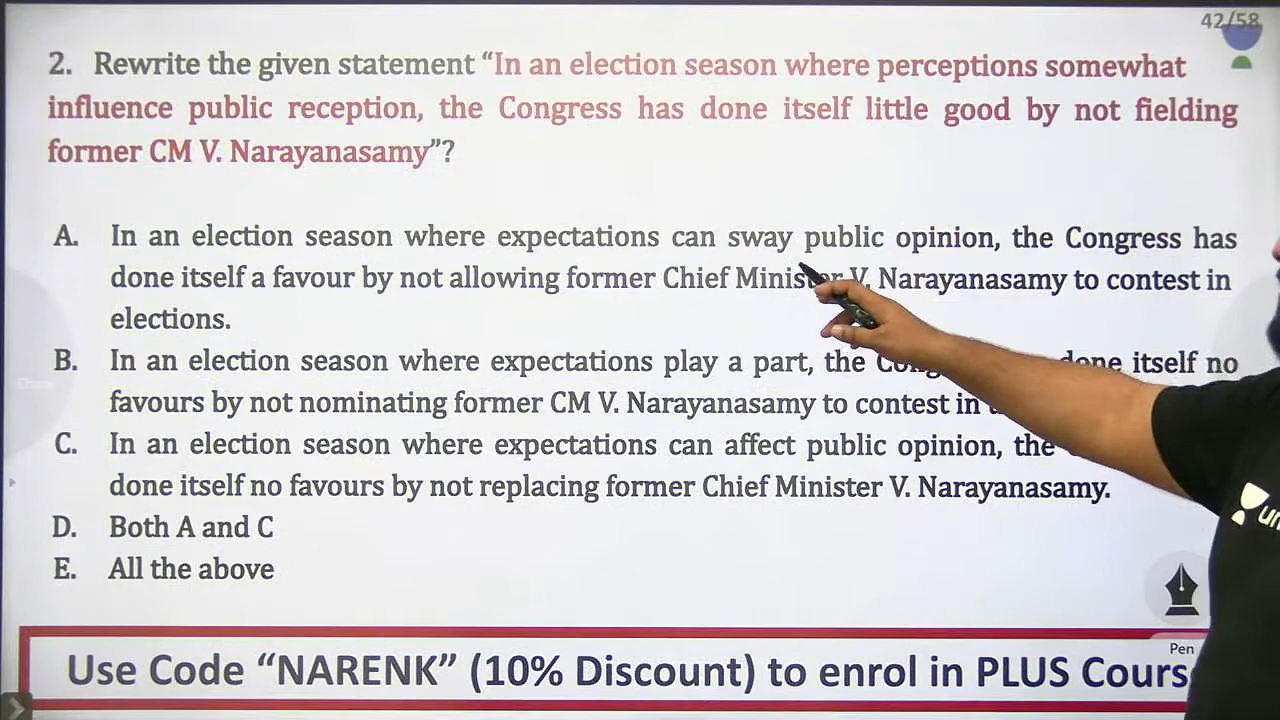 42/58
2. Rewrite the given statement “In an election season where perceptions somewhat
influence public reception, the Congress has done itself little good by not fielding
former CM V. Narayanasamy”?
A. In an election season where expectations can sway public opinion, the Congress has
done itself a favour by not allowing former Chief Minister V. Narayanasamy to contest in
elections.
B. In an election season where expectations play a part, the done itself no
favours by not nominating former CM V. Narayanasamy to contest in
C. In an election season where expectations can affect public opinion, the
done itself no favours by not replacing former Chief Minister V. Narayanasamy.
D. Both A and C
E. All the above
Pen
Use Code “NARENK” (10% Discount) to enrol in PLUS Cours
un